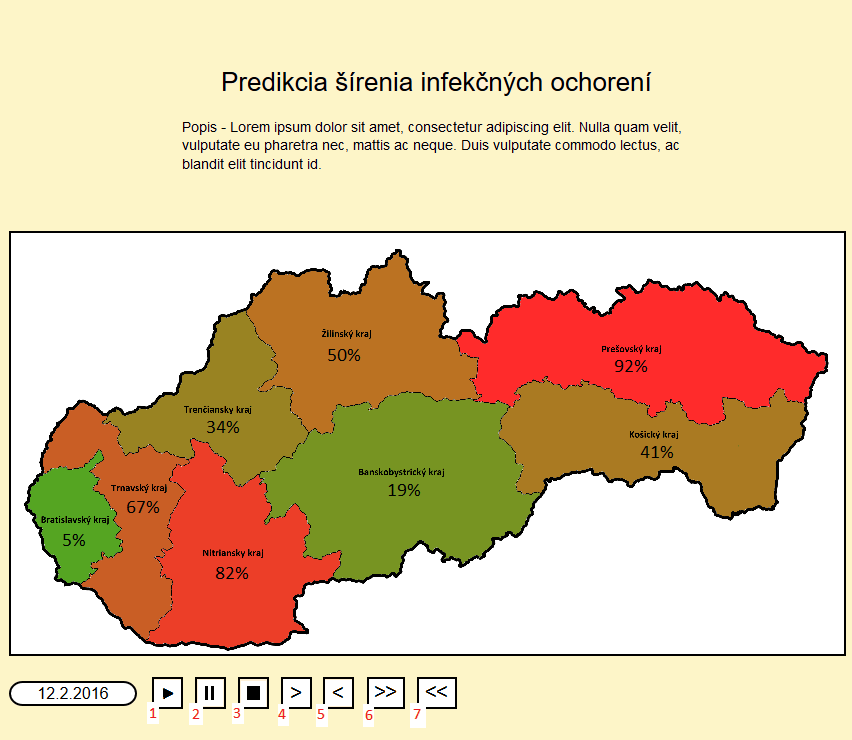 Predikcia šírenia infekčných ochorení
Popis - Lorem ipsum dolor sit amet, consectetur adipiscing elit. Nulla quam velit,
vulputate eu pharetra nec, mattis ac neque. Duis vulputate commodo lectus, ac
blandit elit tincidunt id.
Žilinský kraj
50%
Prešovský kraj
92%
Trenčiansky kraj
34%
Košický kraj
41%
Banskobystrický kraj
19%
Trnavský kraj
67%
Bratislavský kraj
5%
Nitriansky kraj
82%
12.2.2016
> < >> <<
1 2 3 4 5 6 7